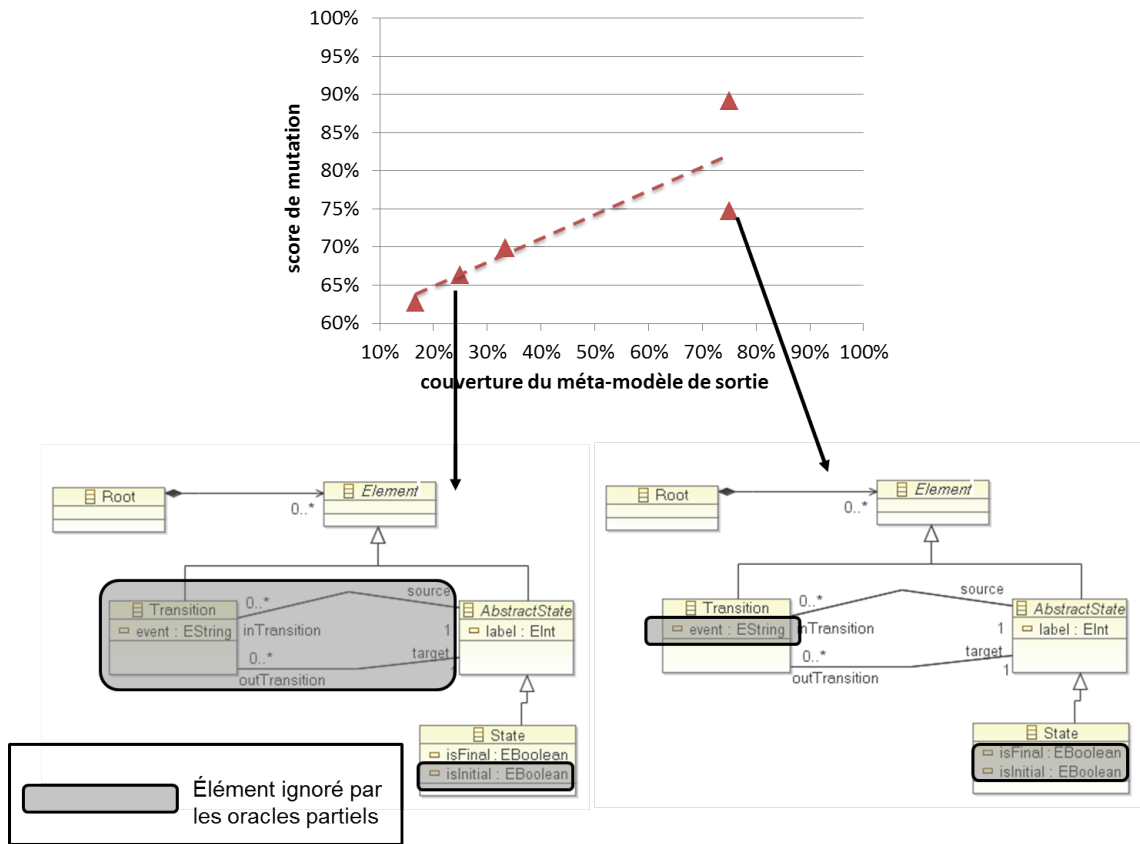 100%
95%
90%
85%
80%
75%
70%
65%
60%
score de mutation
10% 20% 30% 40% 50% 60% 70% 80% 90% 100%
couverture du méta-modèle de sortie
Root
Element
0..*
Transition
event : EString
0..*
inTransition
source
1
AbstractState
label : EInt
0..*
outTransition
target
1
State
isFinal : EBoolean
isInitial : EBoolean
Root
Element
0..*
Transition
event : EString
0..*
inTransition
source
1
AbstractState
label : EInt
0..*
outTransition
target
1
State
isFinal : EBoolean
isInitial : EBoolean
Élément ignoré par
les oracles partiels